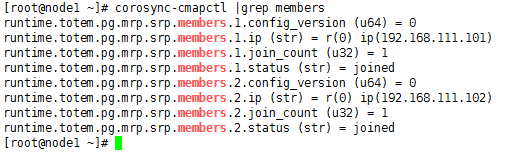 [root@node1 ~]# corosync-cmapctl |grep members
runtime.totem.pg.mrp.srp.members.1.config_version (u64) = 0
runtime.totem.pg.mrp.srp.members.1.ip (str) = r(0) ip(192.168.111.101)
runtime.totem.pg.mrp.srp.members.1.join_count (u32) = 1
runtime.totem.pg.mrp.srp.members.1.status (str) = joined
runtime.totem.pg.mrp.srp.members.2.config_version (u64) = 0
runtime.totem.pg.mrp.srp.members.2.ip (str) = r(0) ip(192.168.111.102)
runtime.totem.pg.mrp.srp.members.2.join_count (u32) = 1
runtime.totem.pg.mrp.srp.members.2.status (str) = joined
[root@node1 ~]#